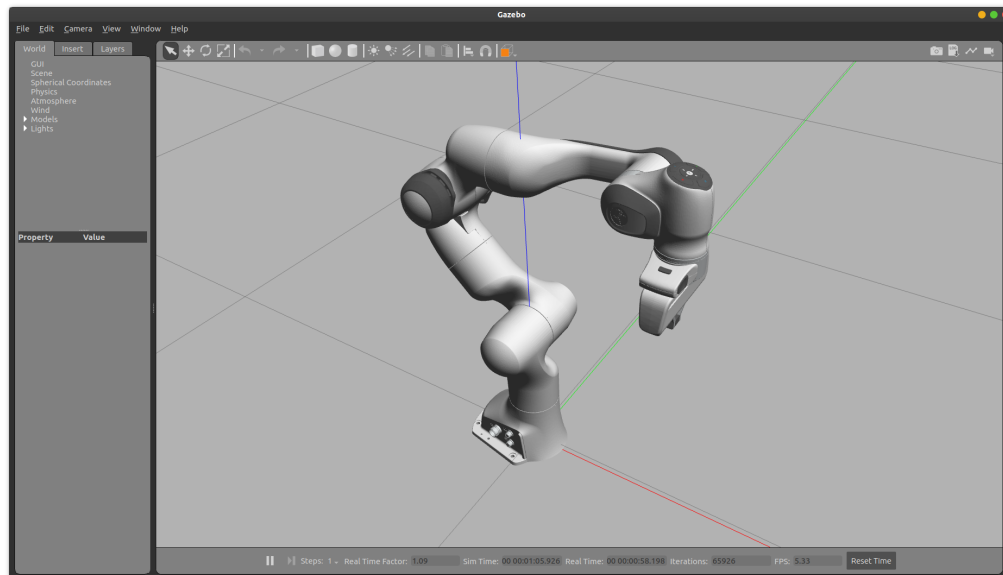 Gazebo
File Edit Camera View Window Help
World Insert Layers
GUI
Scene
Spherical Coordinates
Physics
Atmosphere
Wind
Models
Lights
Property Value
Steps: 1 Real Time Factor: 1.09 Sim Time: 00 00:01:05.926 Real Time: 00 00:00:58.198 Iterations: 65926 FPS: 5.33 Reset Time